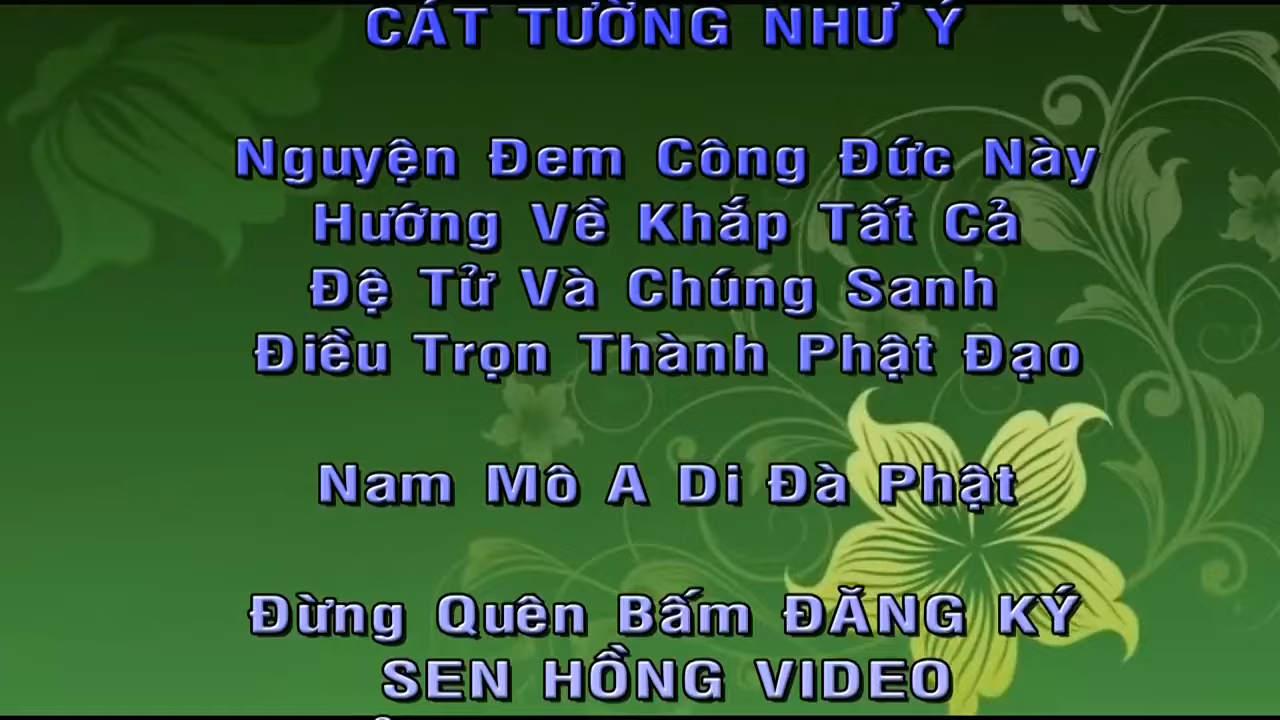 CÁT TƯỜNG NHƯ Ý
Nguyện Đem Công Đức Này
Hướng Về Khắp Tất Cả
Đệ Tử Và Chúng Sanh
Điều Trọn Thành Phật Đạo
Nam Mô A Di Đà Phật
Đừng Quên Bấm ĐĂNG KÝ
SEN HỒNG VIDEO